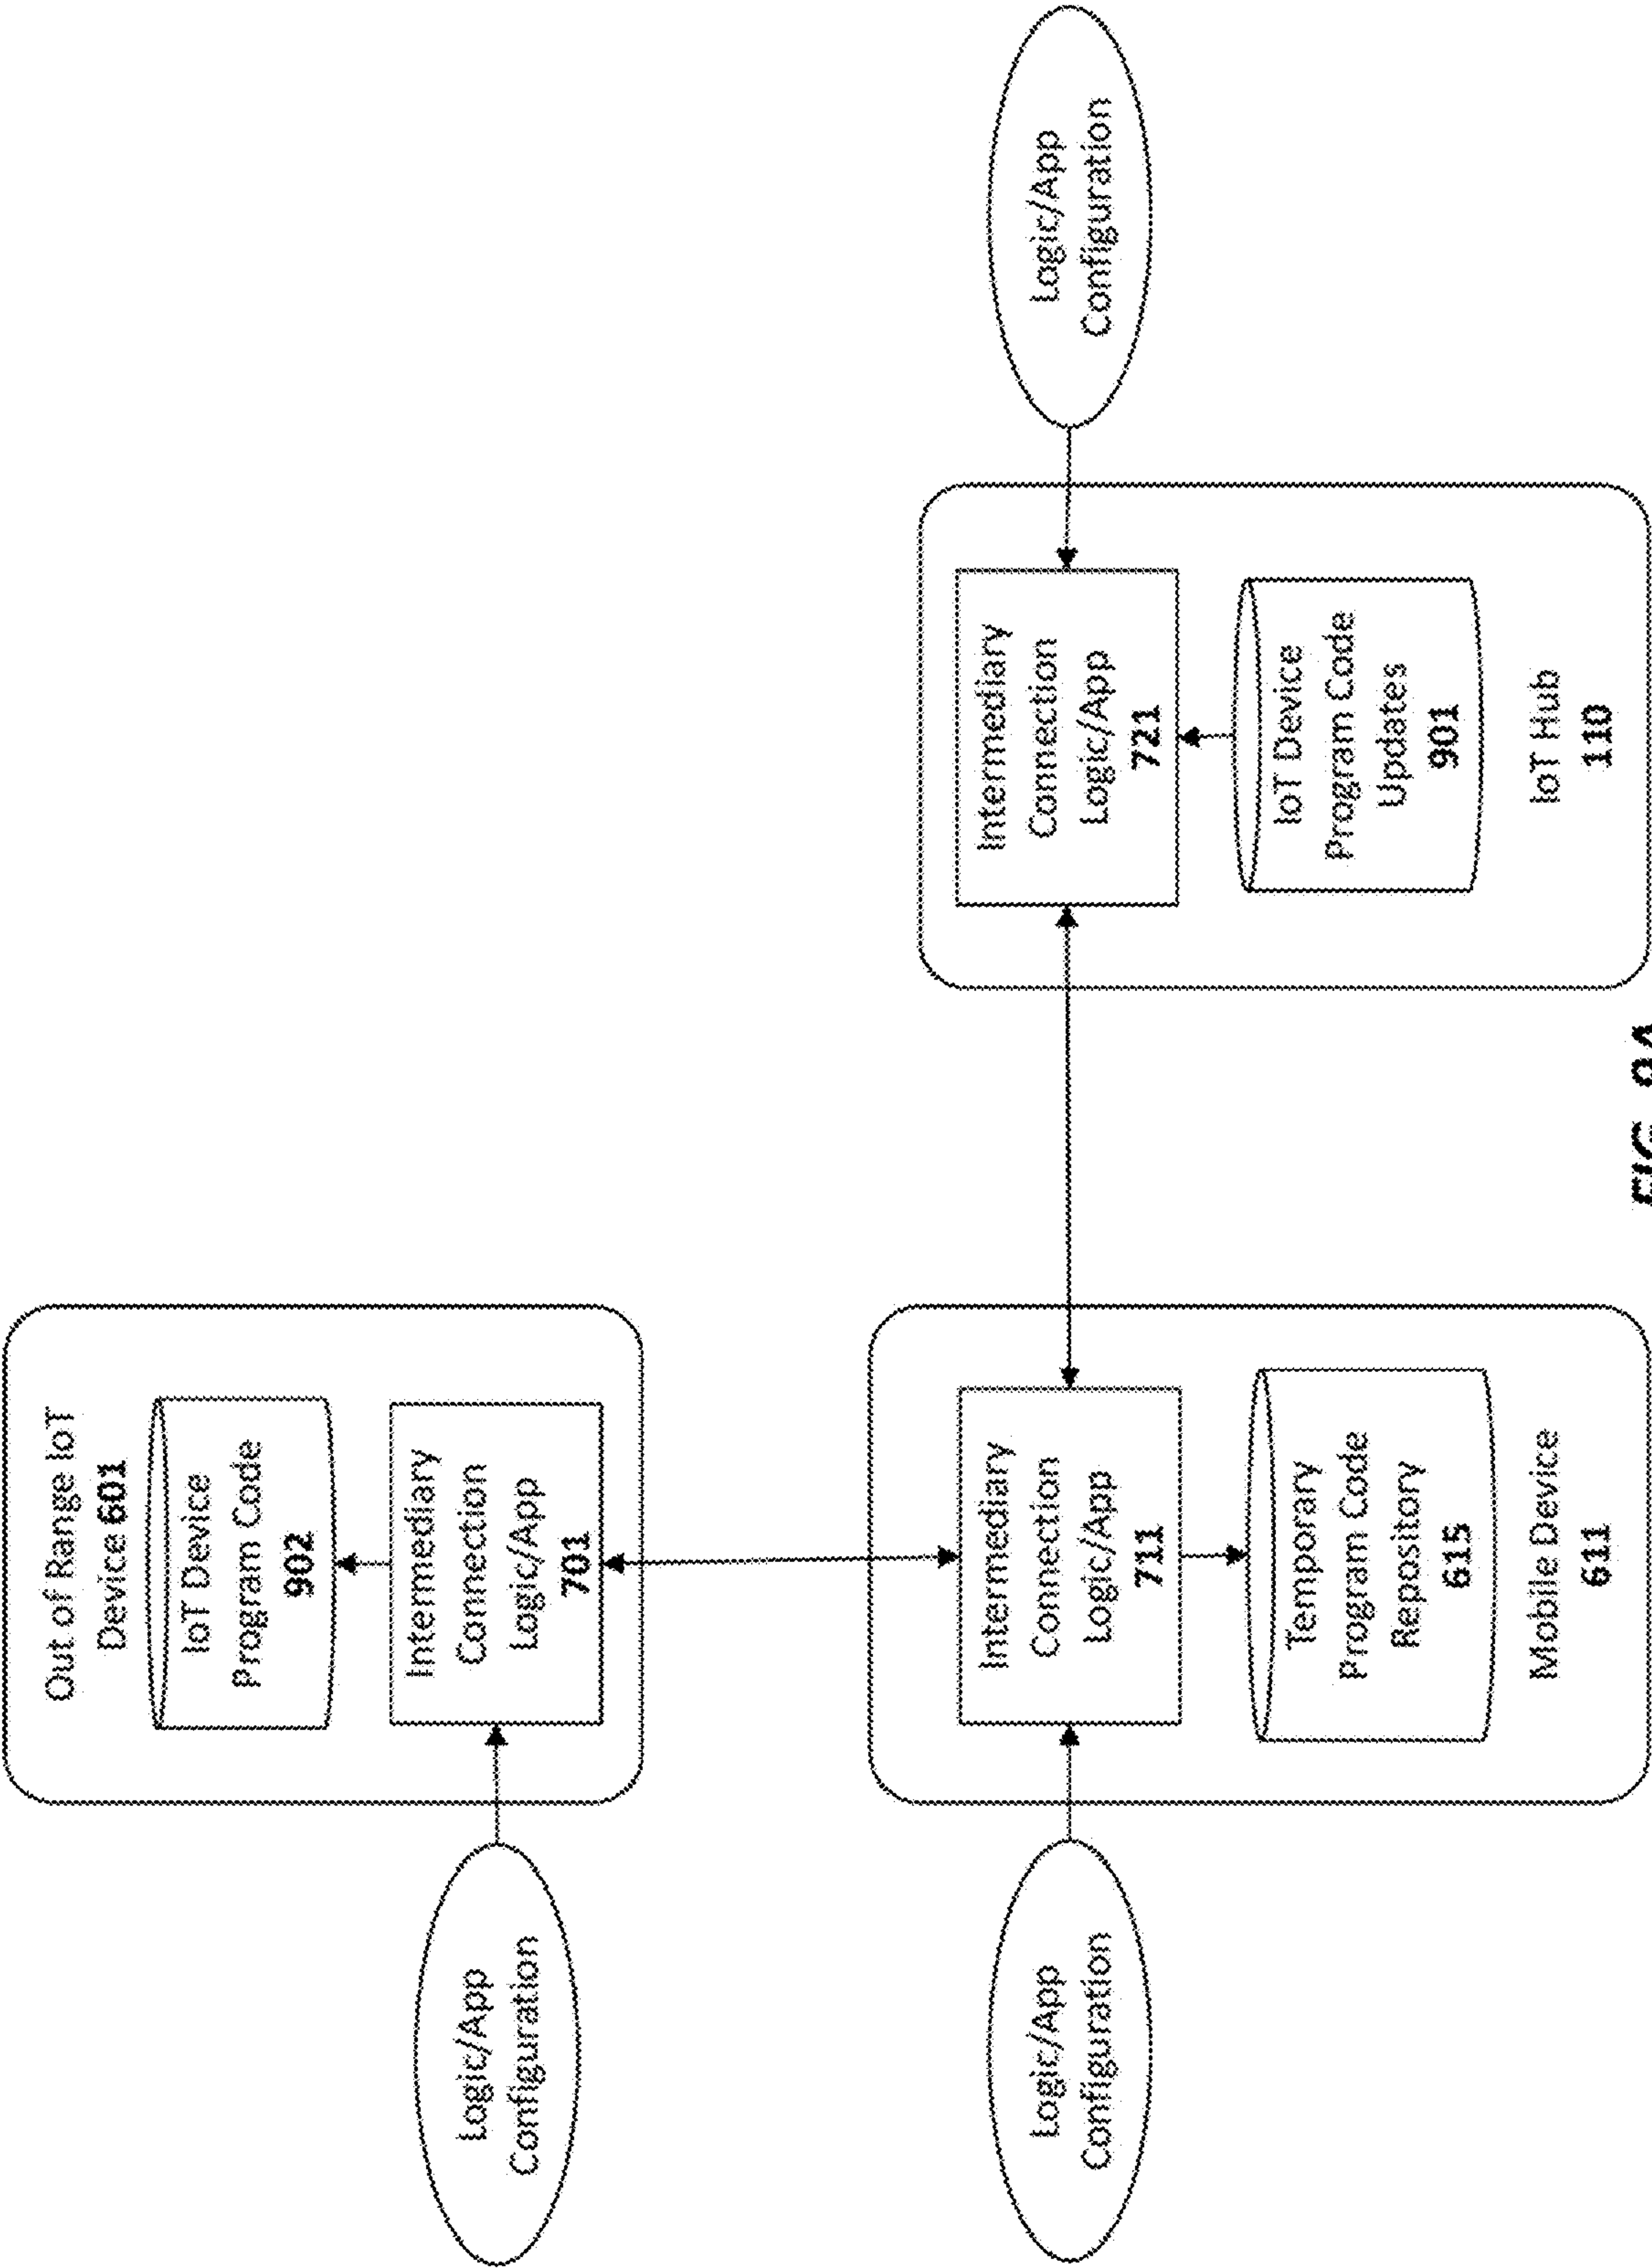 Out of Range IoT
Device 601
IoT Device
Program Code
902
Logic/App
Configuration
Intermediary
Connection
Logic/App
701
Logic/App
Configuration
Intermediary
Connection
Logic/App
711
Temporary
Program Code
Repository
615
Mobile Device
611
Intermediary
Connection
Logic/App
721
IoT Device
Program Code
Updates
901
IoT Hub
110
Logic/App
Configuration
FIG. 9A